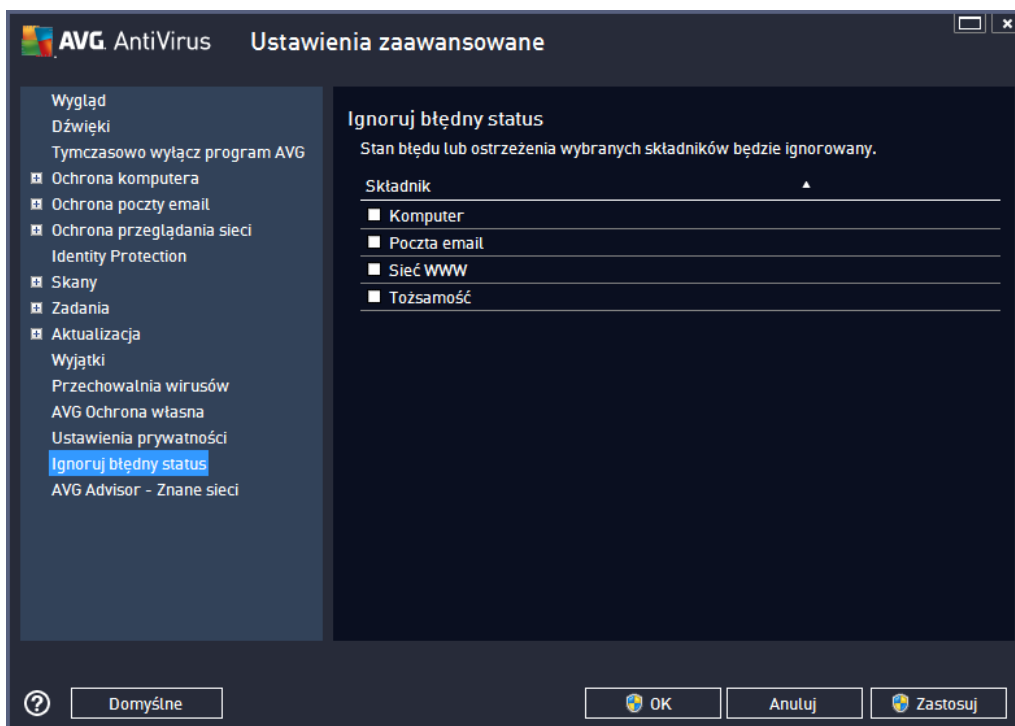 AVG. AntiVirus Ustawienia zaawansowane
Wygląd
Dźwięki
Tymczasowo wyłącz program AVG
Ochrona komputera
Ochrona poczty email
Ochrona przeglądania sieci
Identity Protection
Skany
Zadania
Aktualizacja
Wyjątki
Przechowalnia wirusów
AVG Ochrona własna
Ustawienia prywatności
Ignoruj błędny status
AVG Advisor - Znane sieci
Ignoruj błędny status
Stan błędu lub ostrzeżenia wybranych składników będzie ignorowany.
Składnik
Komputer
Poczta email
Sieć WWW
Tożsamość
Domyślne
OK
Anuluj
Zastosuj